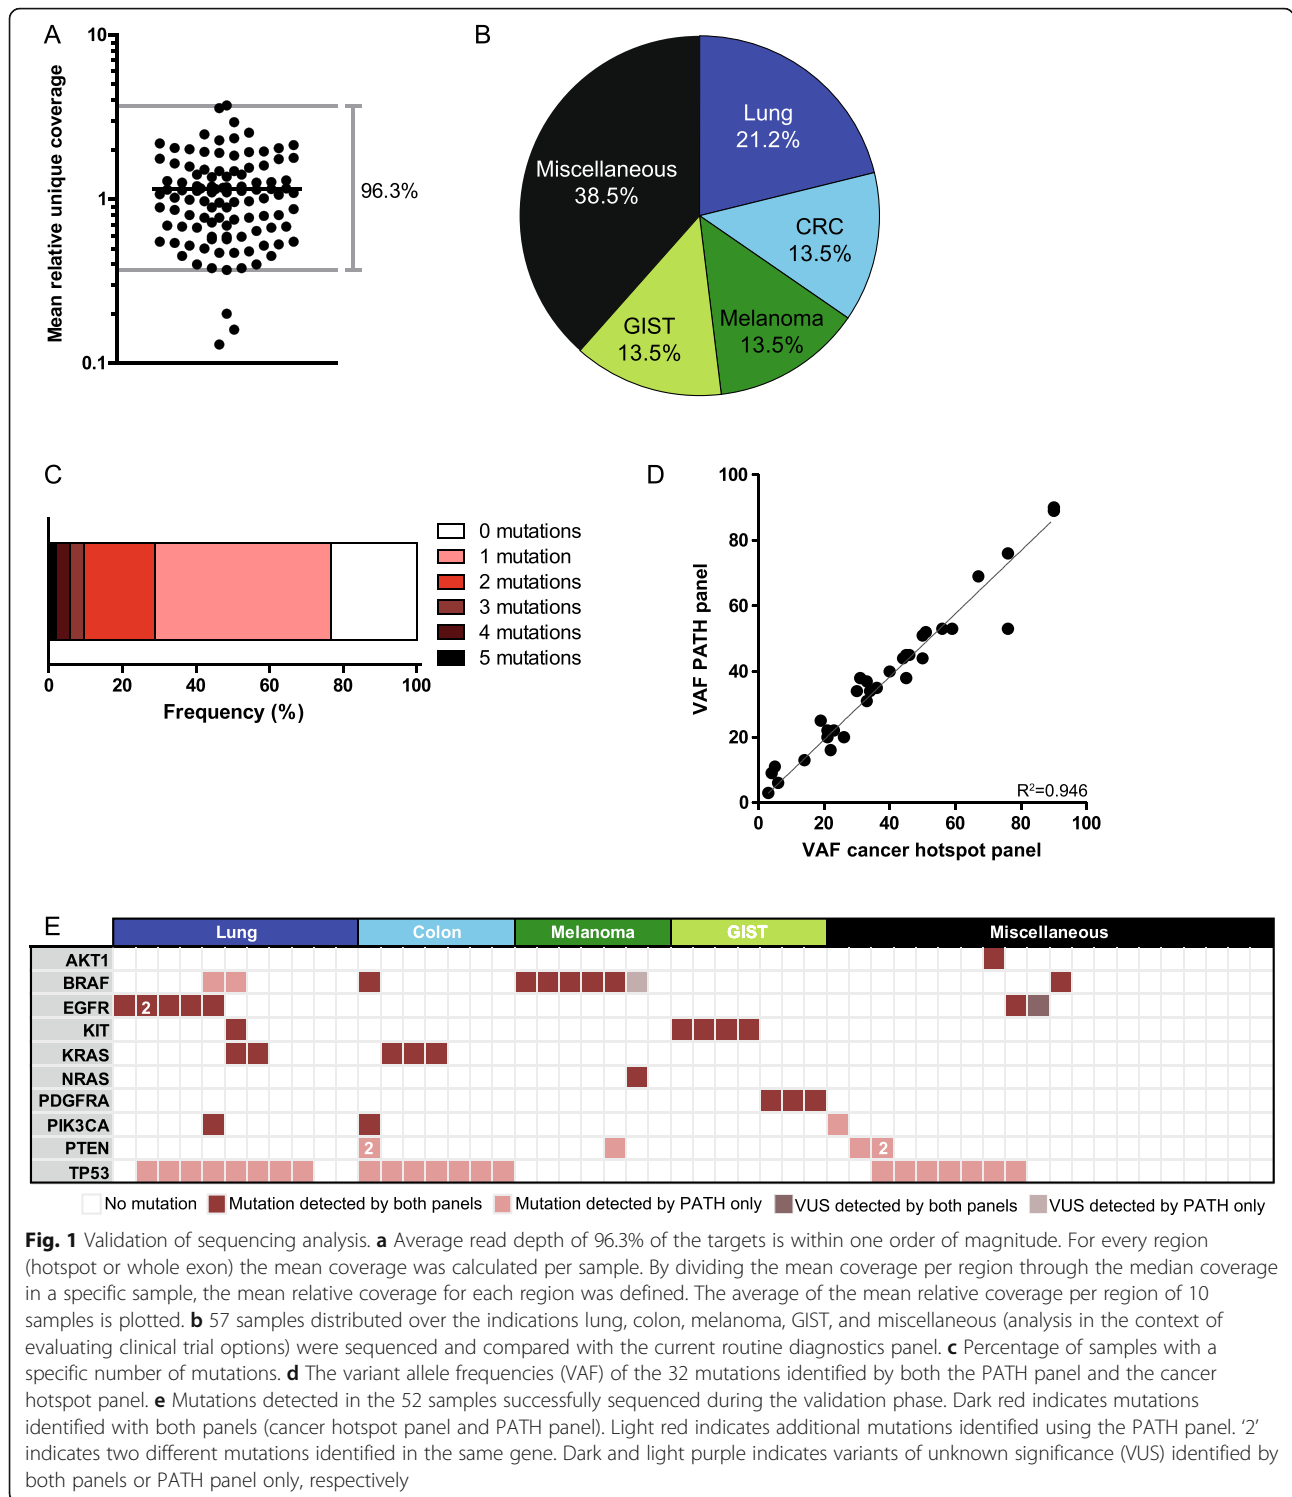 A
10
1
0.1
Mean relative unique coverage
96.3%
B
Lung
21.2%
CRC
13.5%
Melanoma
13.5%
GIST
13.5%
Miscellaneous
38.5%
C
0 mutations
1 mutation
2 mutations
3 mutations
4 mutations
5 mutations
0 20 40 60 80 100
Frequency (%)
D
100
80
60
40
20
0
VAF PATH panel
R²=0.946
0 20 40 60 80 100
VAF cancer hotspot panel
E
Lung Colon Melanoma GIST Miscellaneous
AKT1
BRAF
EGFR 2
KIT
KRAS
NRAS
PDGFRA
PIK3CA
PTEN 2 2
TP53
No mutation Mutation detected by both panels Mutation detected by PATH only VUS detected by both panels VUS detected by PATH only
Fig. 1 Validation of sequencing analysis. a Average read depth of 96.3% of the targets is within one order of magnitude. For every region
(hotspot or whole exon) the mean coverage was calculated per sample. By dividing the mean coverage per region through the median coverage
in a specific sample, the mean relative coverage for each region was defined. The average of the mean relative coverage per region of 10
samples is plotted. b 57 samples distributed over the indications lung, colon, melanoma, GIST, and miscellaneous (analysis in the context of
evaluating clinical trial options) were sequenced and compared with the current routine diagnostics panel. c Percentage of samples with a
specific number of mutations. d The variant allele frequencies (VAF) of the 32 mutations identified by both the PATH panel and the cancer
hotspot panel. e Mutations detected in the 52 samples successfully sequenced during the validation phase. Dark red indicates mutations
identified with both panels (cancer hotspot panel and PATH panel). Light red indicates additional mutations identified using the PATH panel. ‘2’
indicates two different mutations identified in the same gene. Dark and light purple indicates variants of unknown significance (VUS) identified by
both panels or PATH panel only, respectively